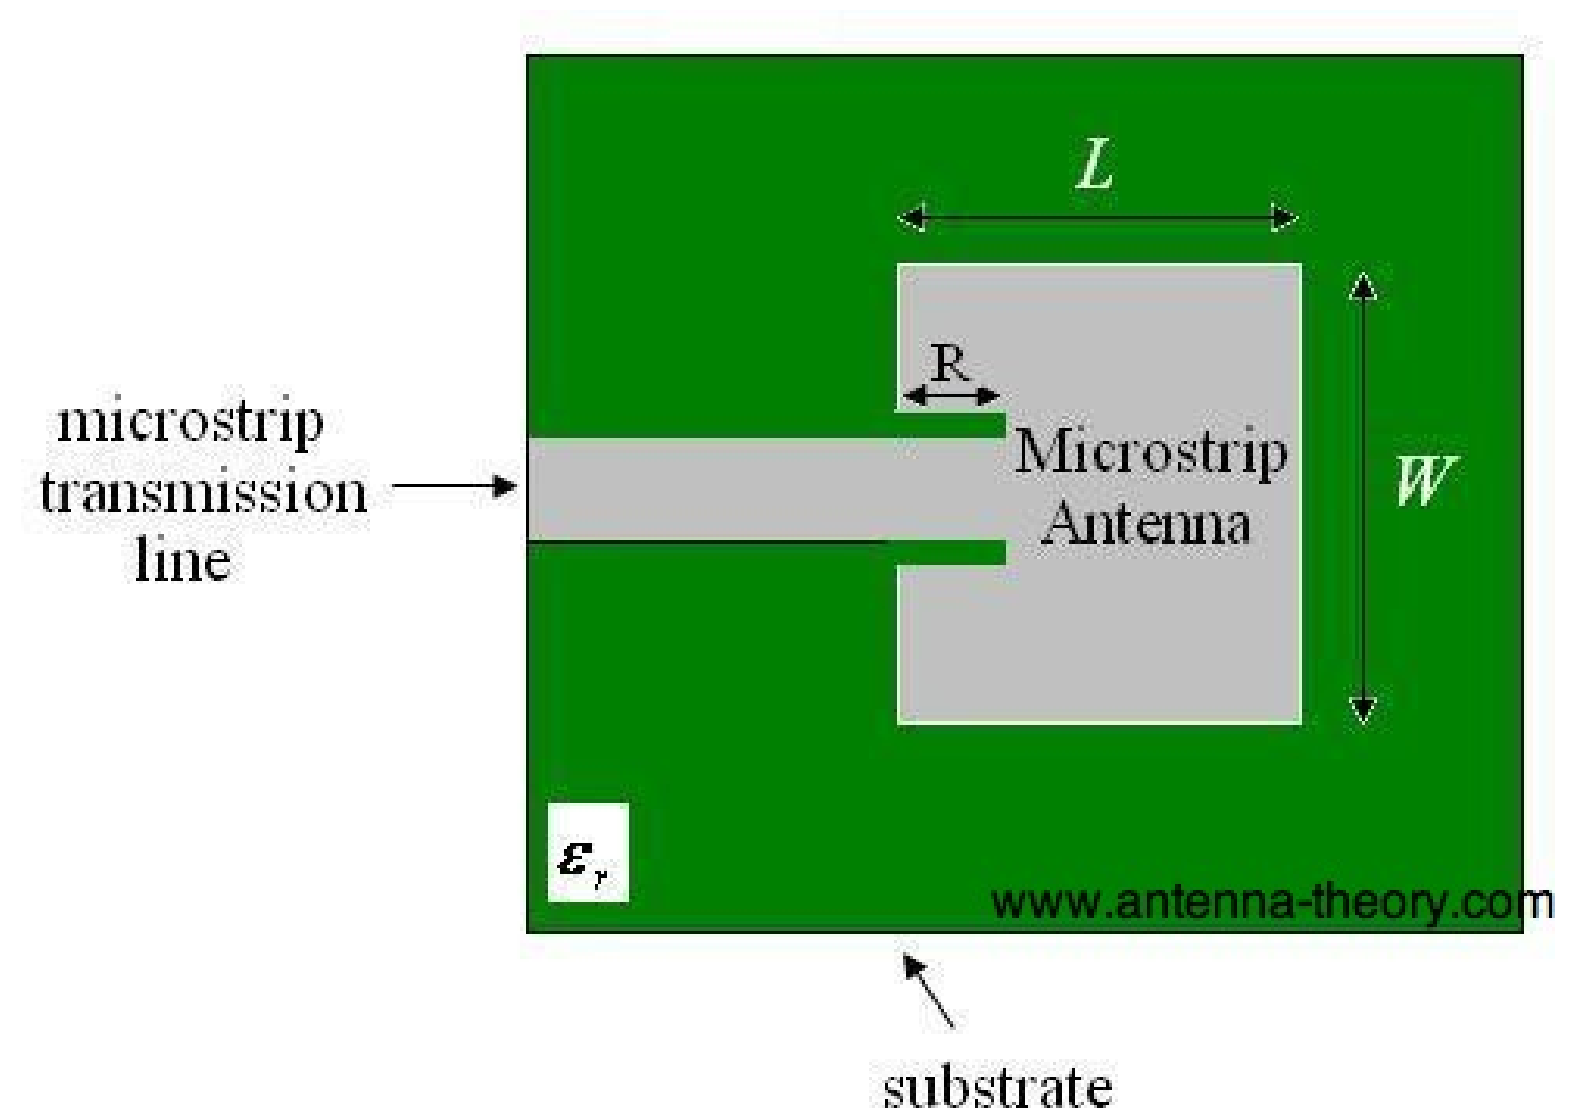 L
R
microstrip
transmission
line
Microstrip
Antenna
W
εr
www.antenna-theory.com
substrate